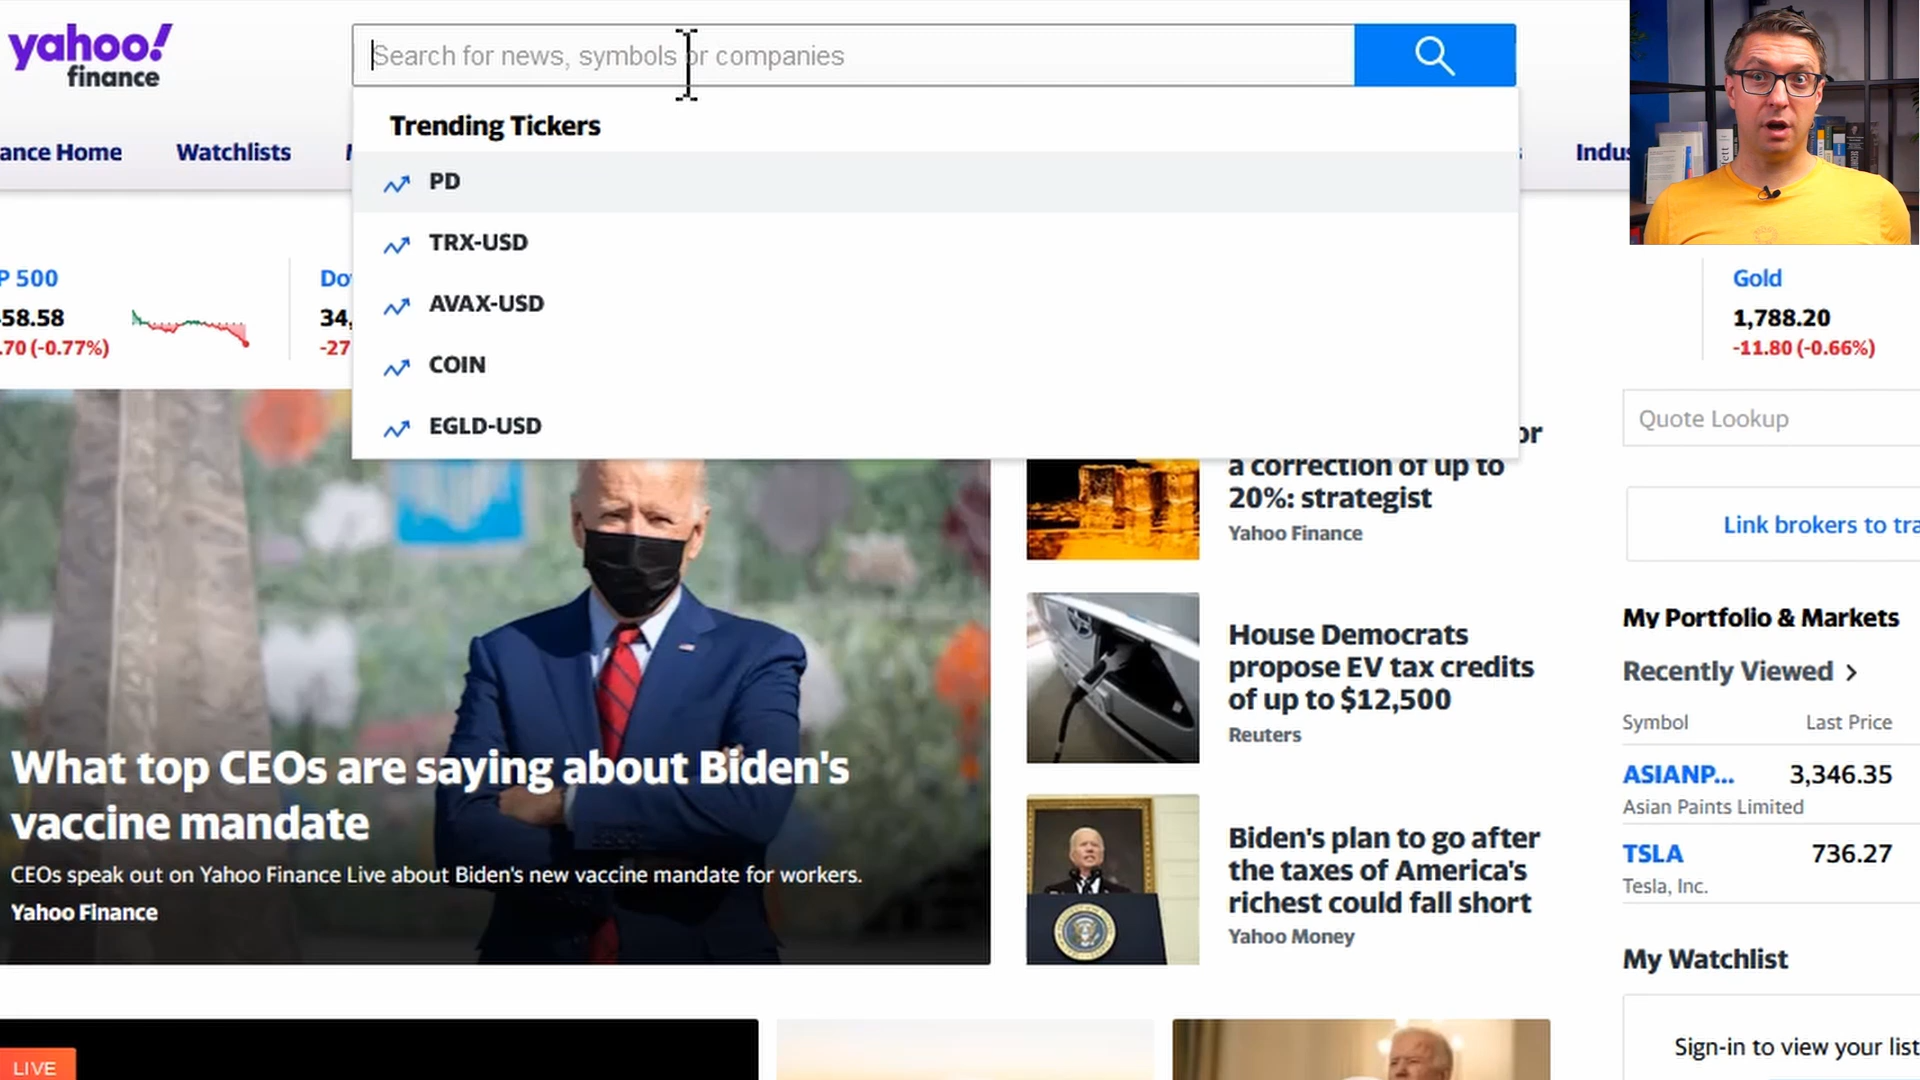 yahoo!
finance
Search for news, symbols or companies
Trending Tickers
PD
TRX-USD
AVAX-USD
COIN
EGLD-USD
ance Home
Watchlists
Indus
P 500
58.58
.70 (-0.77%)
Do
34,
-27
Gold
1,788.20
-11.80 (-0.66%)
What top CEOs are saying about Biden's
vaccine mandate
CEOs speak out on Yahoo Finance Live about Biden's new vaccine mandate for workers.
Yahoo Finance
or
a correction of up to
20%: strategist
Yahoo Finance
House Democrats
propose EV tax credits
of up to $12,500
Reuters
Biden's plan to go after
the taxes of America's
richest could fall short
Yahoo Money
Quote Lookup
Link brokers to tra
My Portfolio & Markets
Recently Viewed >
Symbol Last Price
ASIANP... 3,346.35
Asian Paints Limited
TSLA 736.27
Tesla, Inc.
My Watchlist
Sign-in to view your list
LIVE